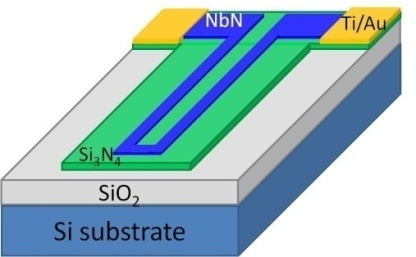 NbN
Ti/Au
Si₃N₄
SiO₂
Si substrate